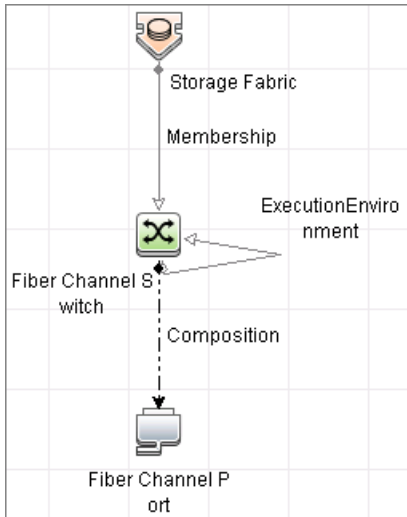 Storage Fabric
Membership
ExecutionEnviro
nment
Fiber Channel S
witch
Composition
Fiber Channel P
ort